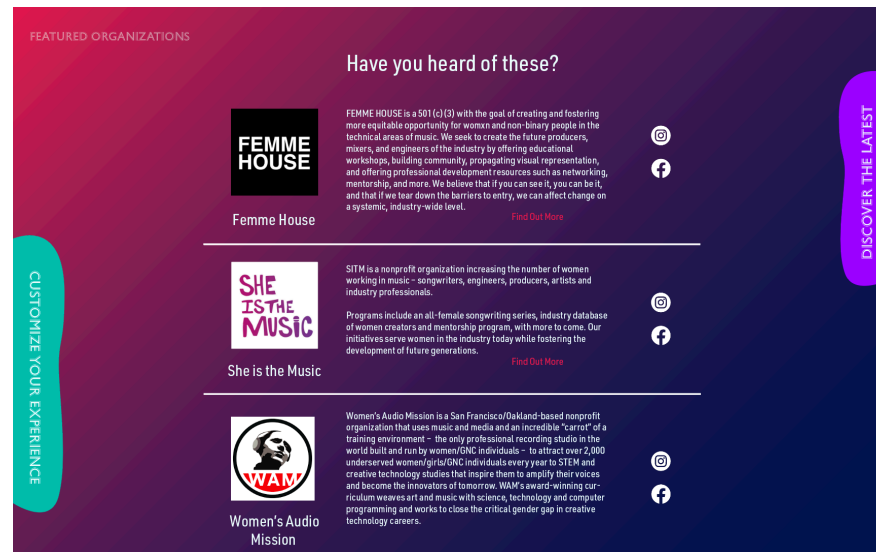 FEATURED ORGANIZATIONS
Have you heard of these?
FEMME
HOUSE
Femme House
FEMME HOUSE is a 501 (c)(3) with the goal of creating and fostering
more equitable opportunity for womxn and non-binary people in the
technical areas of music. We seek to create the future producers,
mixers, and engineers of the industry by offering educational
workshops, building community, propagating visual representation,
and offering professional development resources such as networking,
mentorship, and more. We believe that if you can see it, you can be it,
and that if we tear down the barriers to entry, we can affect change on
a systemic, industry-wide level.
Find Out More
SHE
IS THE
MUSiC
She is the Music
SITM is a nonprofit organization increasing the number of women
working in music – songwriters, engineers, producers, artists and
industry professionals.
Programs include an all-female songwriting series, industry database
of women creators and mentorship program, with more to come. Our
initiatives serve women in the industry today while fostering the
development of future generations.
Find Out More
WAM
Women's Audio
Mission
Women's Audio Mission is a San Francisco/Oakland-based nonprofit
organization that uses music and media and an incredible “carrot” of a
training environment – the only professional recording studio in the
world built and run by women/GNC individuals – to attract over 2,000
underserved women/girls/GNC individuals every year to STEM and
creative technology studies that inspire them to amplify their voices
and become the innovators of tomorrow. WAM's award-winning cur-
riculum weaves art and music with science, technology and computer
programming and works to close the critical gender gap in creative
technology careers.
CUSTOMIZE YOUR EXPERIENCE
DISCOVER THE LATEST